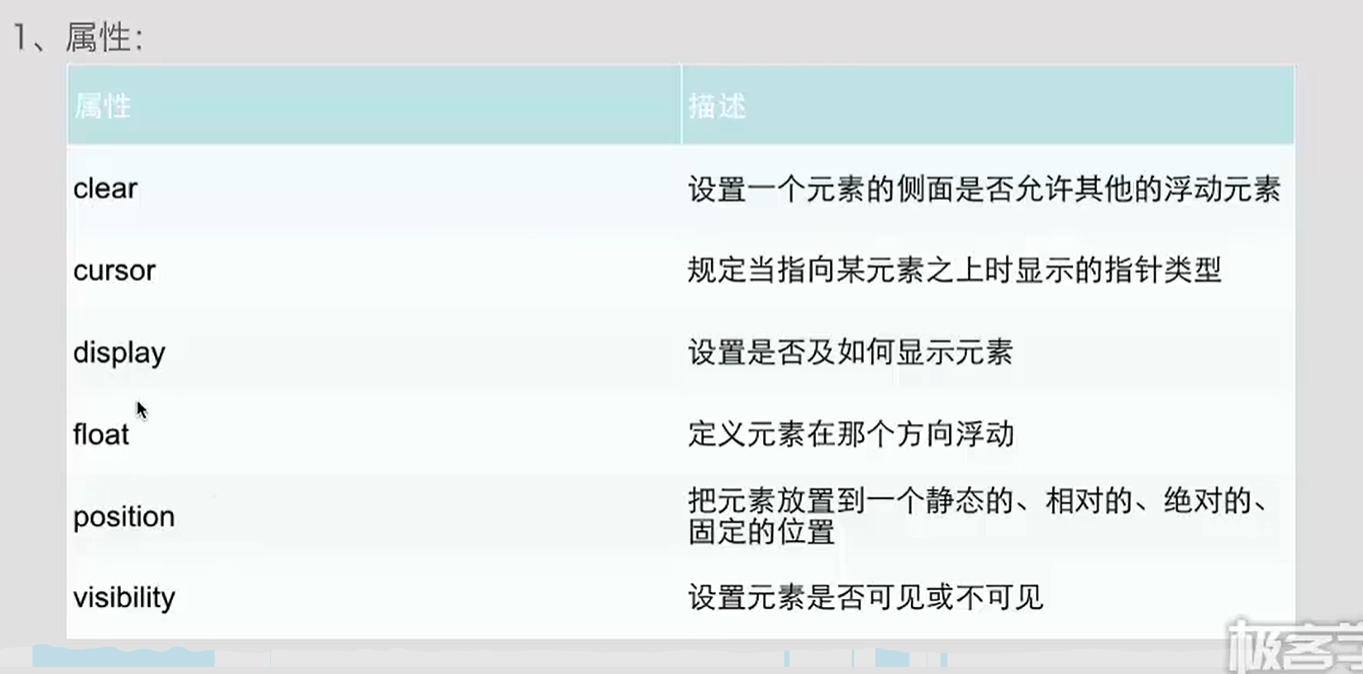 1、属性：
属性 描述
clear 设置一个元素的侧面是否允许其他的浮动元素
cursor 规定当指向某元素之上时显示的指针类型
display 设置是否及如何显示元素
float 定义元素在那个方向浮动
position 把元素放置到一个静态的、相对的、绝对的、
固定的位置
visibility 设置元素是否可见或不可见
极客学